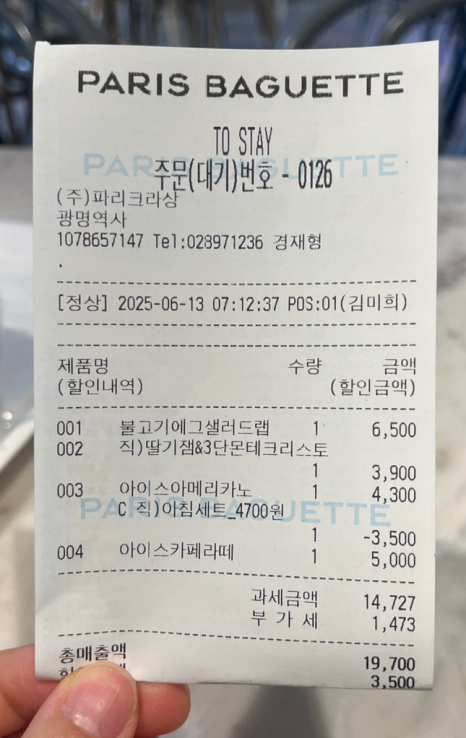 PARIS BAGUETTE
TO STAY
주문(대기)번호 - 0126
(주)파리크라상
광명역사
1078657147 Tel:028971236 경재형
.
[정상] 2025-06-13 07:12:37 POS:01(김미희)
제품명 수량 금액
(할인내역) (할인금액)
001 불고기에그샐러드랩 1 6,500
002 직)딸기잼&3단몬테크리스토
1 3,900
003 아이스아메리카노 1 4,300
C 직)아침세트_4700원
1 -3,500
004 아이스카페라떼 1 5,000
과세금액 14,727
부 가 세 1,473
총매출액 19,700
3,500
PARIS BAGUETTE
PARIS BAGUETTE